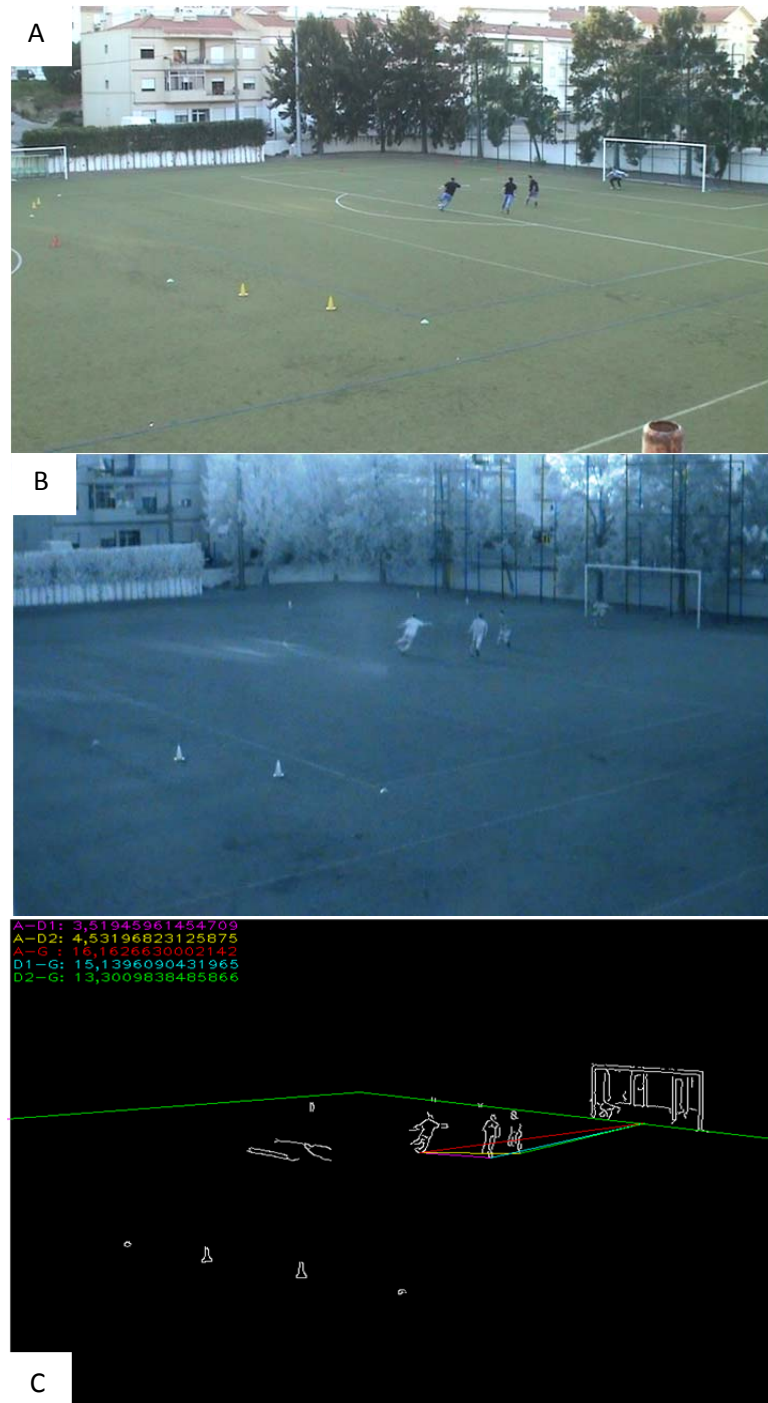 A
B
A-D1: 3,51945961454709
A-D2: 4,53196823125875
A-G : 16,1626630002142
D1-G: 15,1396090431965
D2-G: 13,3009838485866
C